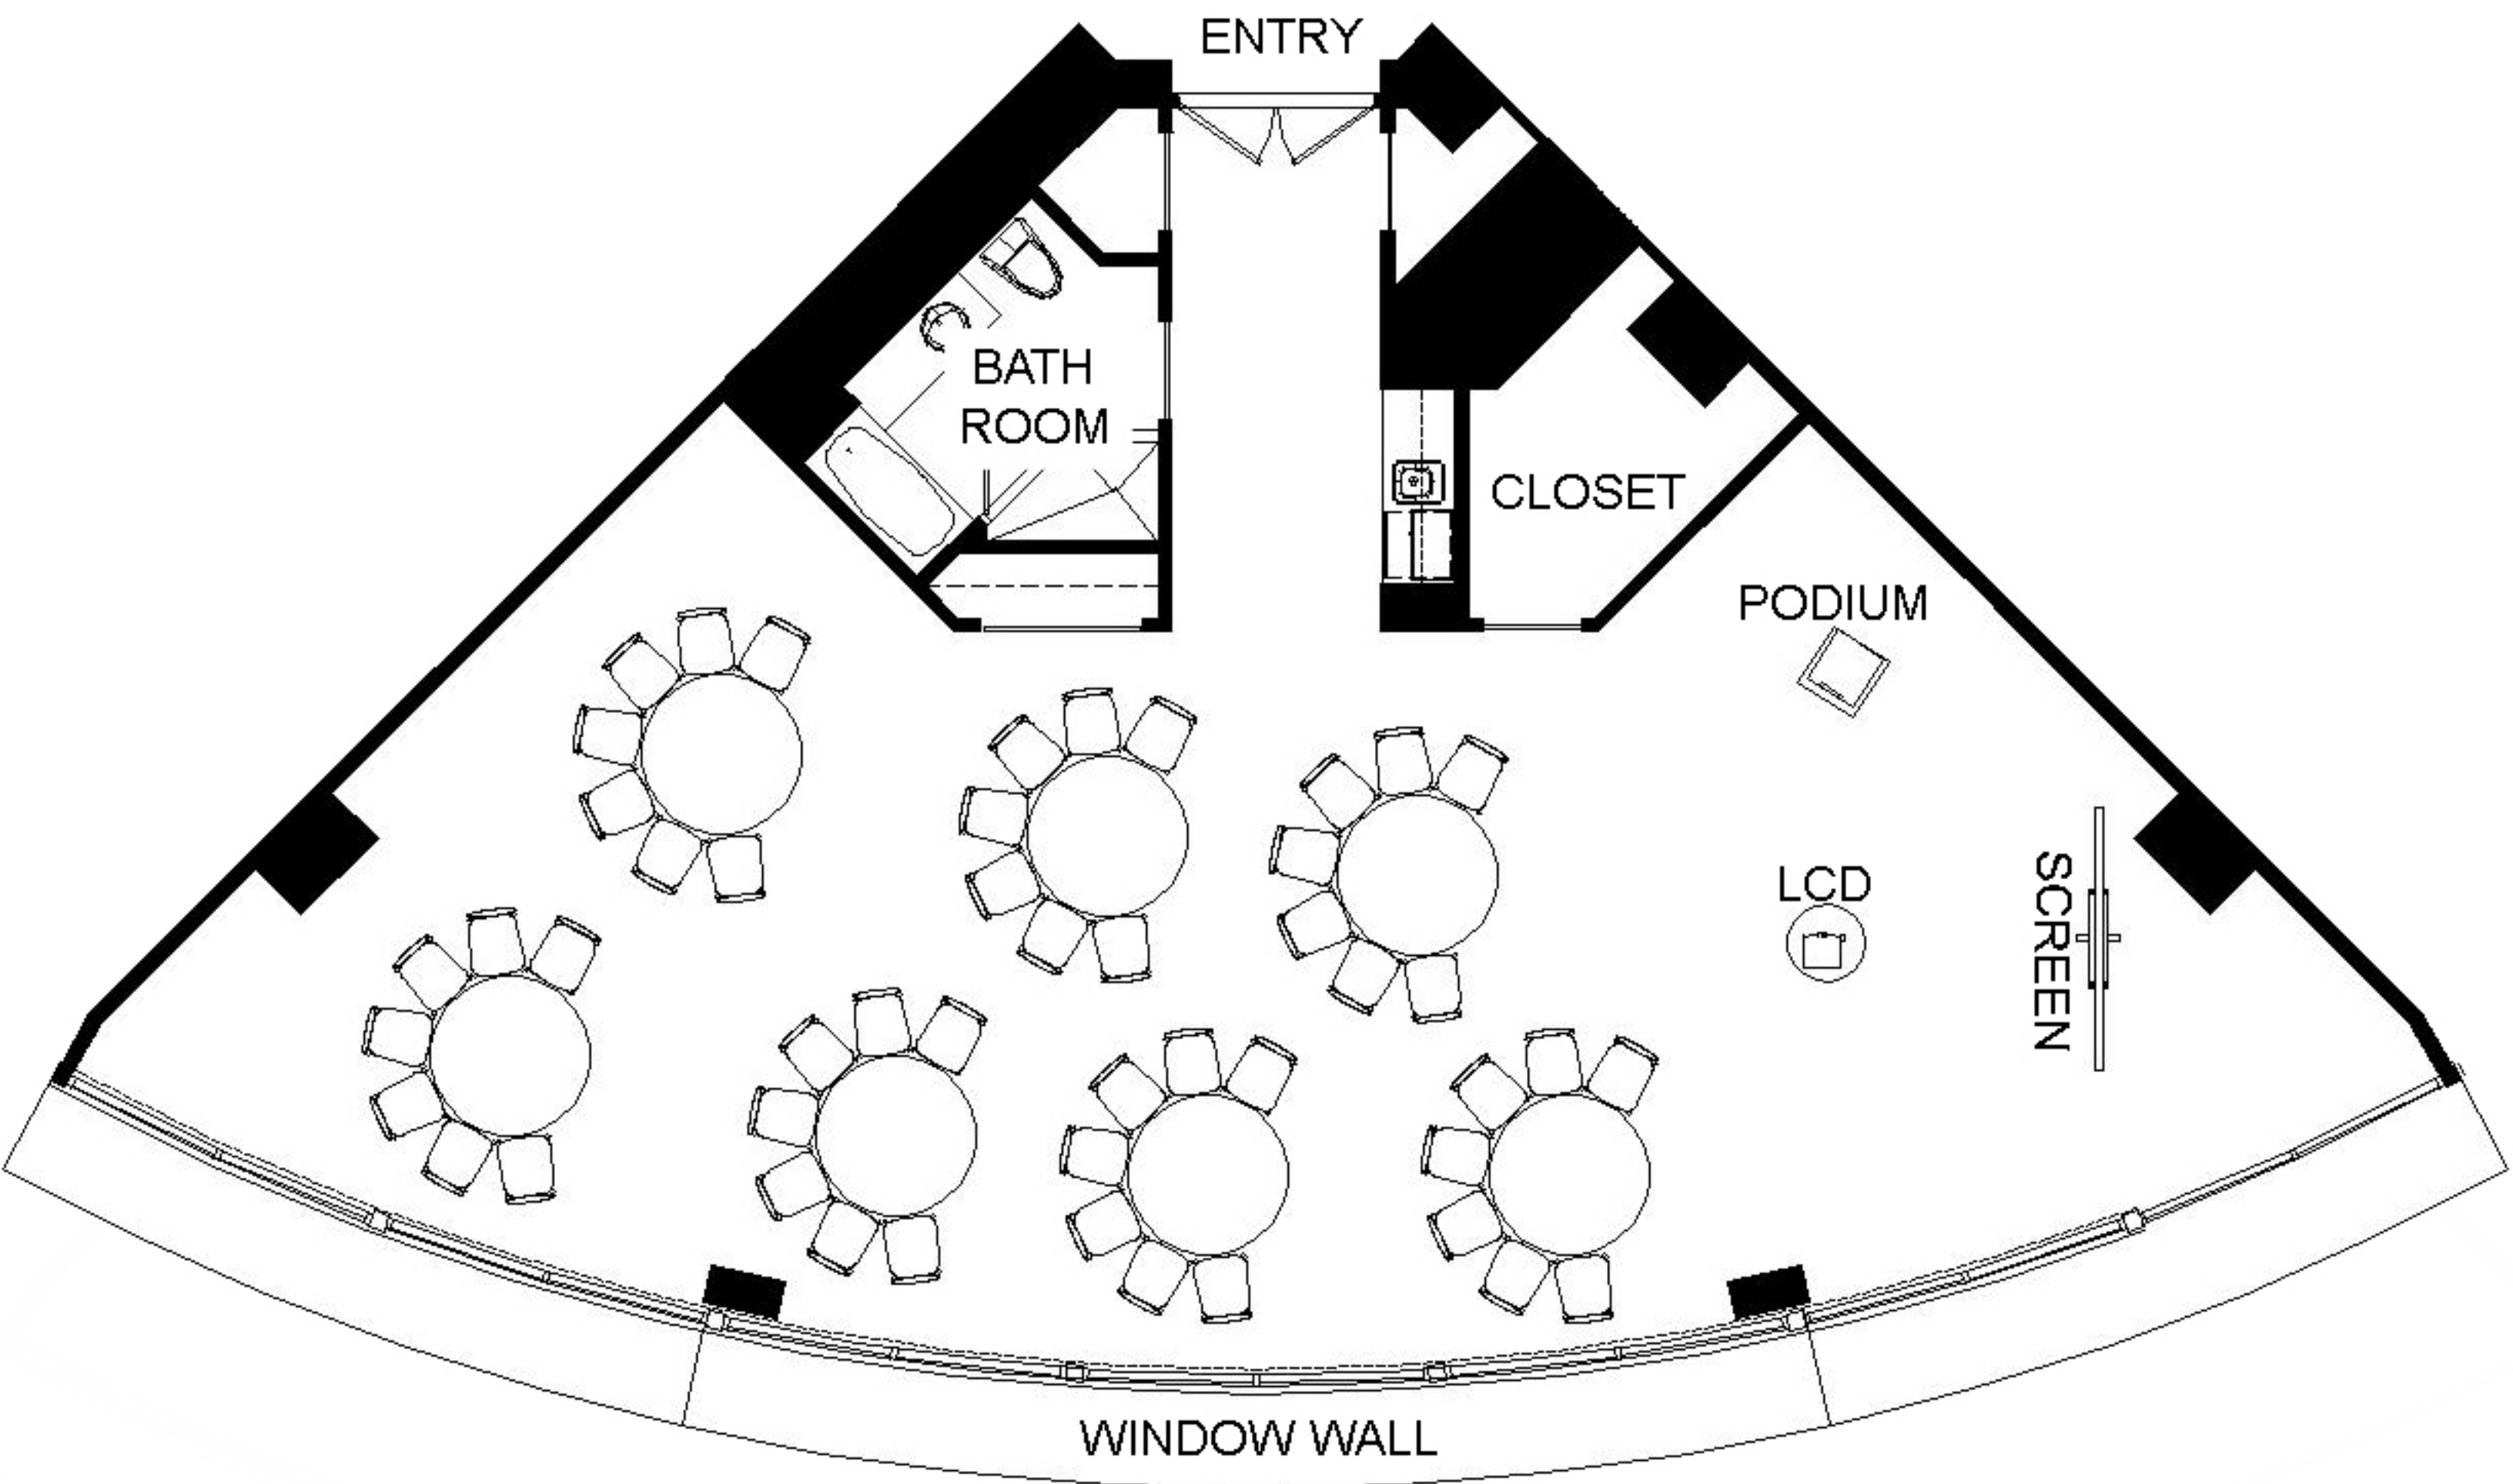 ENTRY
BATH
ROOM
CLOSET
PODIUM
LCD
SCREEN
WINDOW WALL